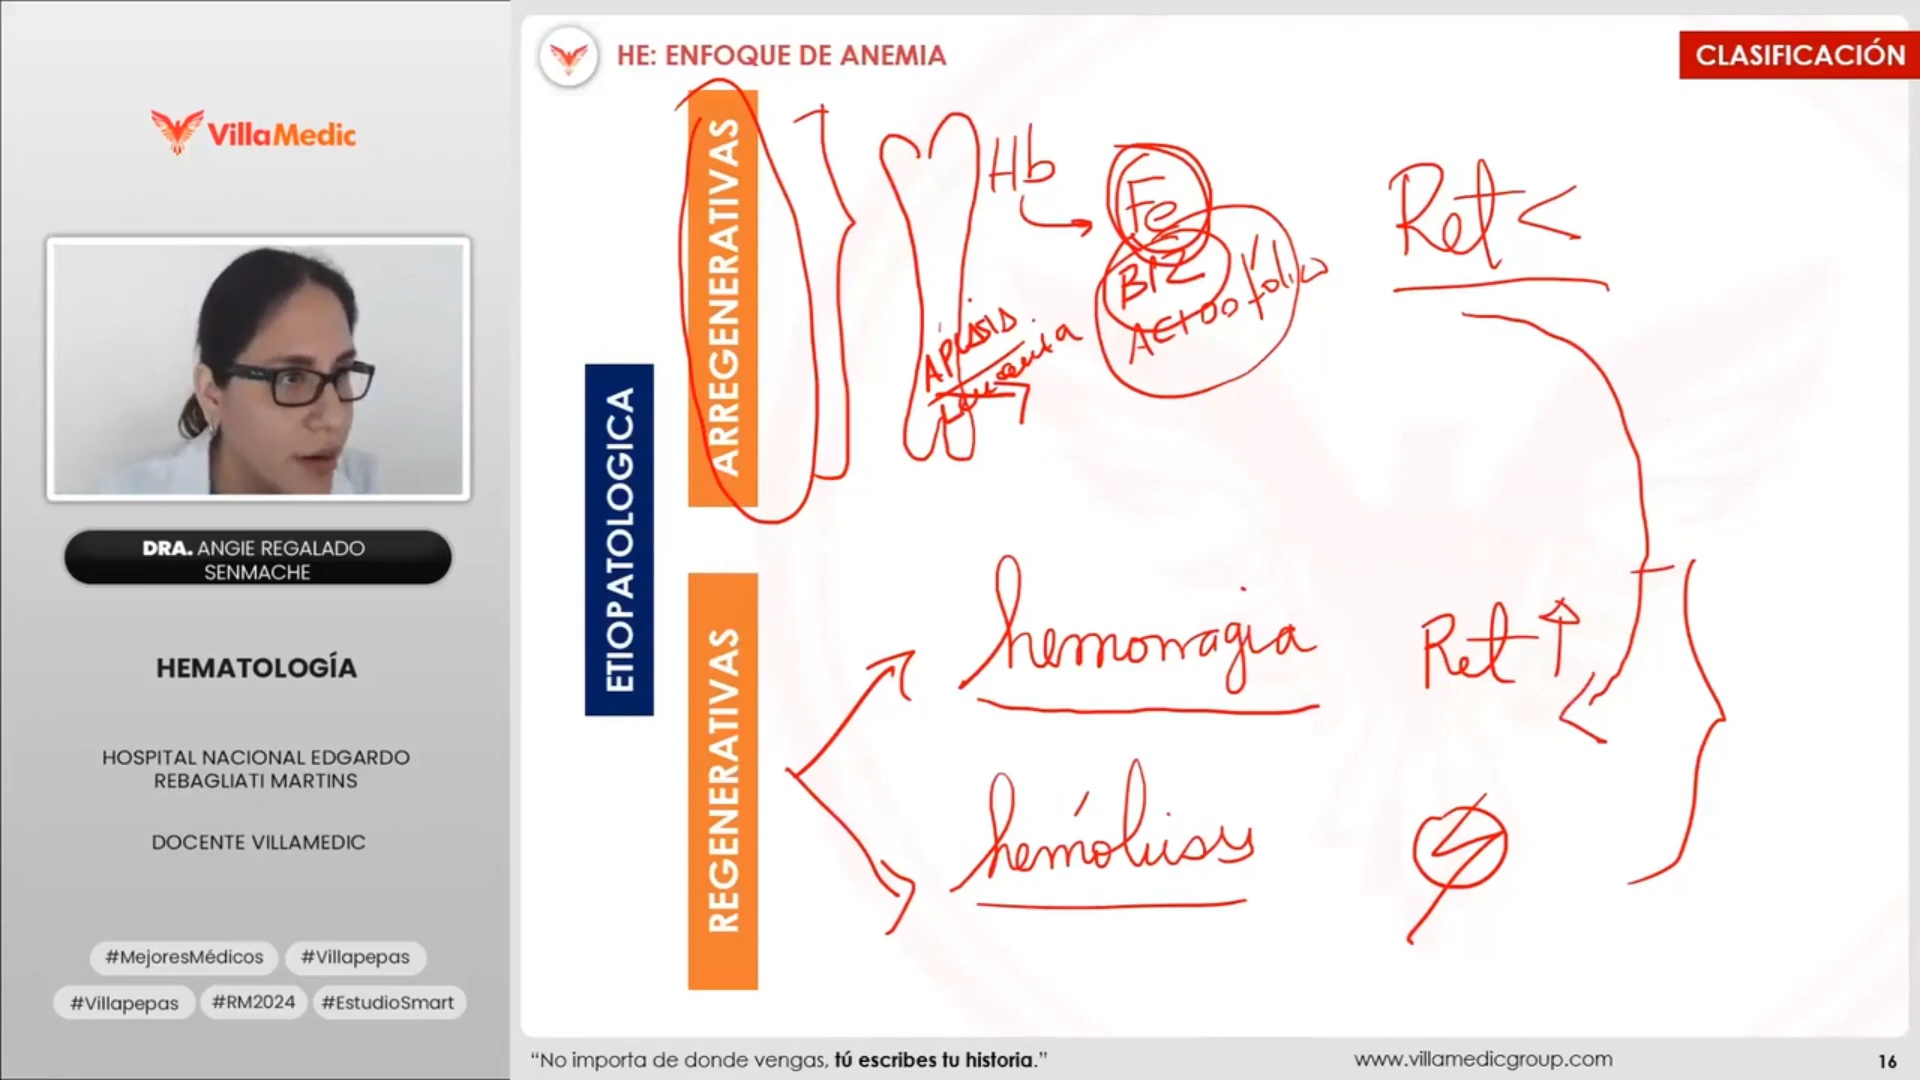 VillaMedic
DRA. ANGIE REGALADO
SENMACHE
HEMATOLOGÍA
HOSPITAL NACIONAL EDGARDO
REBAGLIATI MARTINS
DOCENTE VILLAMEDIC
#MejoresMédicos #Villapepas
#Villapepas #RM2024 #EstudioSmart
HE: ENFOQUE DE ANEMIA
CLASIFICACIÓN
ETIOPATOLOGICA
ARREGENERATIVAS
Hb
Fe
B12
Acido fólico
Aplasia
Ret <
REGENERATIVAS
hemorragia
Ret ↑
hemólisis
“No importa de donde vengas, tú escribes tu historia.”
www.villamedicgroup.com
16